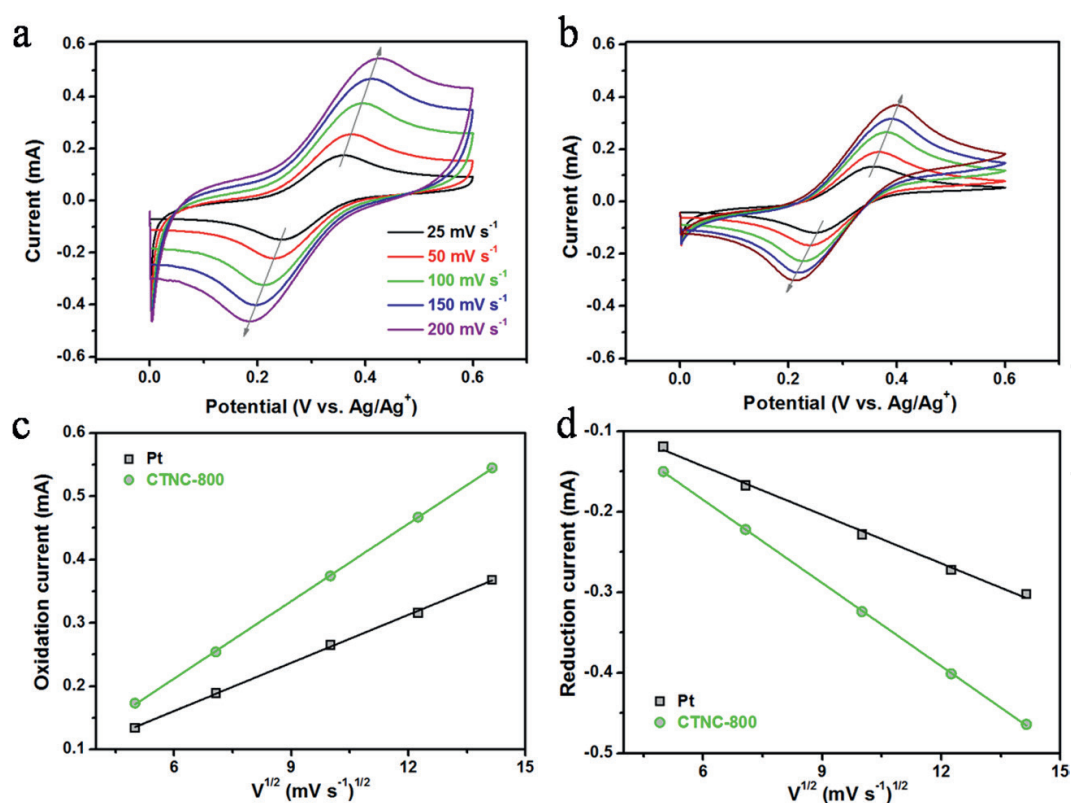 a
0.6
0.4
0.2
0.0
-0.2
-0.4
-0.6
Current (mA)
0.0 0.2 0.4 0.6
Potential (V vs. Ag/Ag⁺)
25 mV s⁻¹
50 mV s⁻¹
100 mV s⁻¹
150 mV s⁻¹
200 mV s⁻¹
b
0.6
0.4
0.2
0.0
-0.2
-0.4
-0.6
Current (mA)
0.0 0.2 0.4 0.6
Potential (V vs. Ag/Ag⁺)
c
0.6
0.5
0.4
0.3
0.2
0.1
Oxidation current (mA)
Pt
CTNC-800
6 9 12 15
V^1/2 (mV s⁻¹)^1/2
d
-0.1
-0.2
-0.3
-0.4
-0.5
Reduction current (mA)
Pt
CTNC-800
6 9 12 15
V^1/2 (mV s⁻¹)^1/2